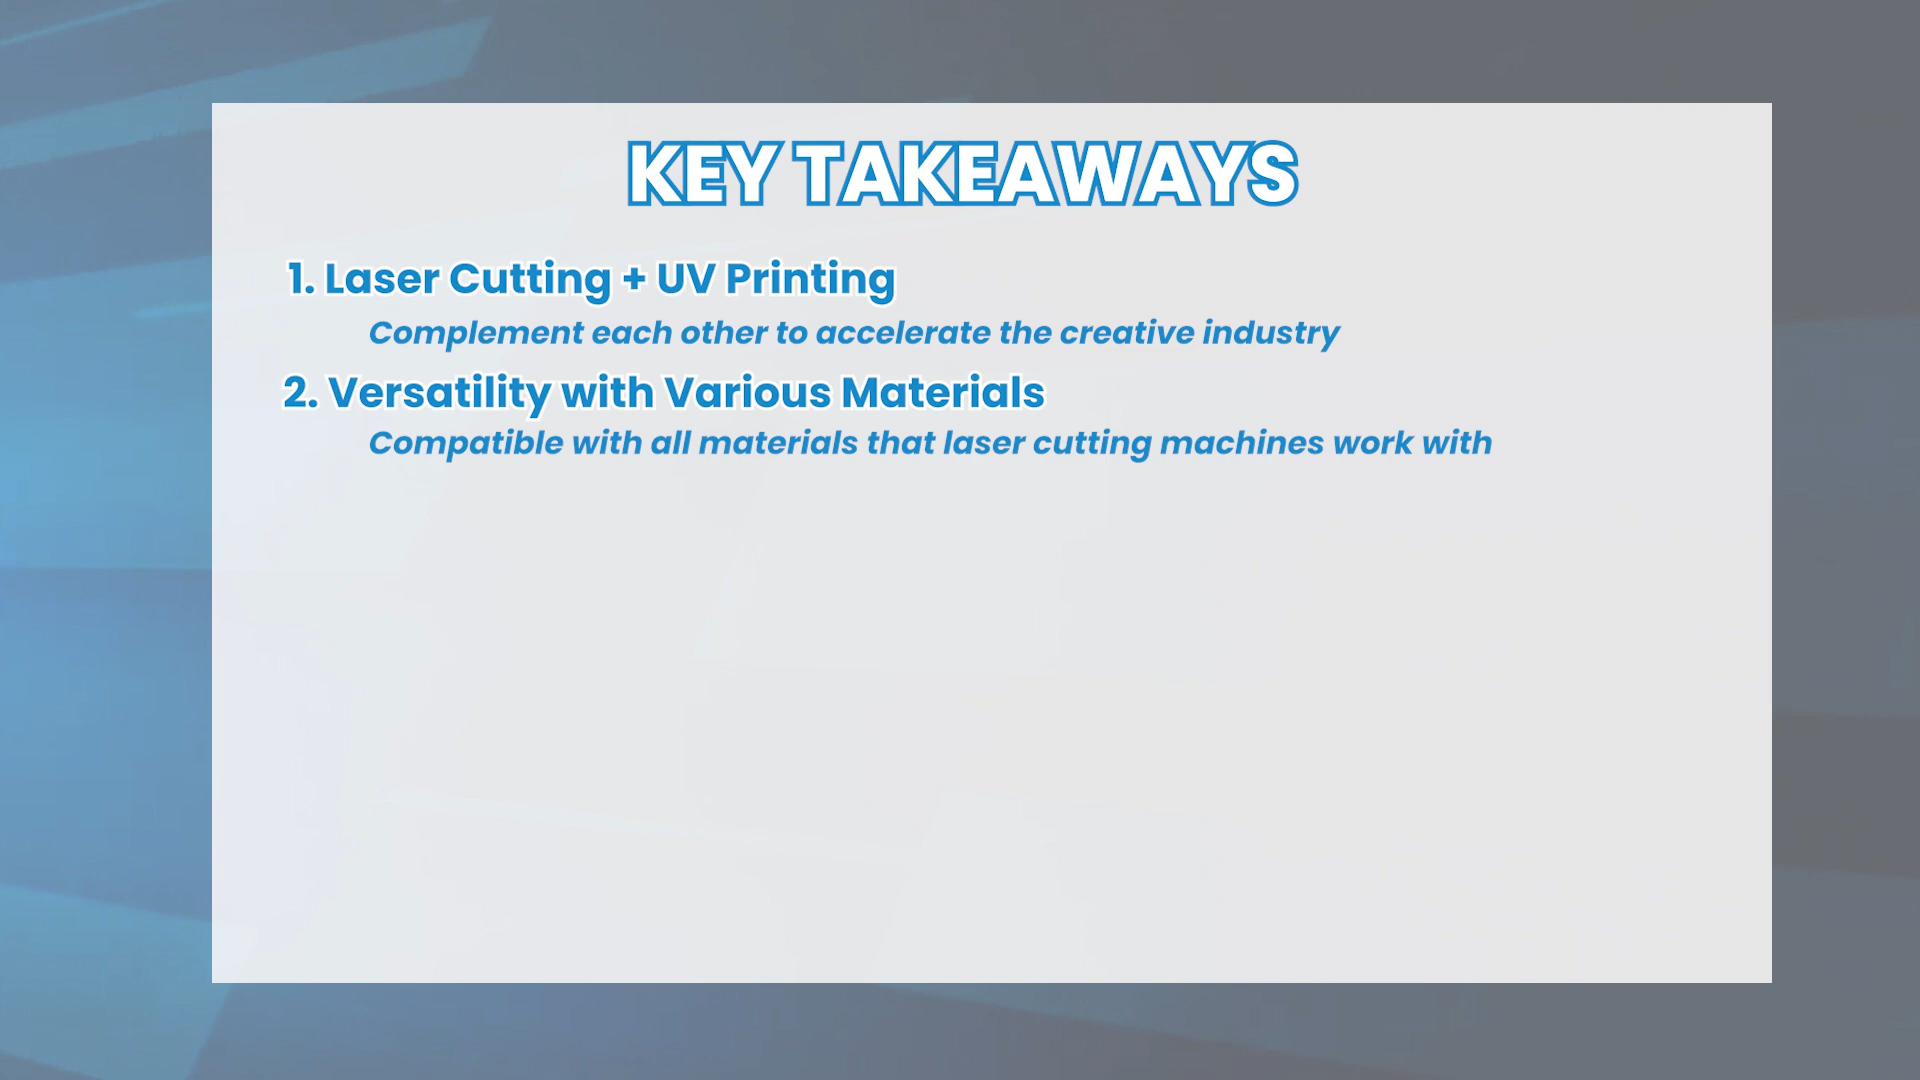 KEY TAKEAWAYS
1. Laser Cutting + UV Printing
Complement each other to accelerate the creative industry
2. Versatility with Various Materials
Compatible with all materials that laser cutting machines work with